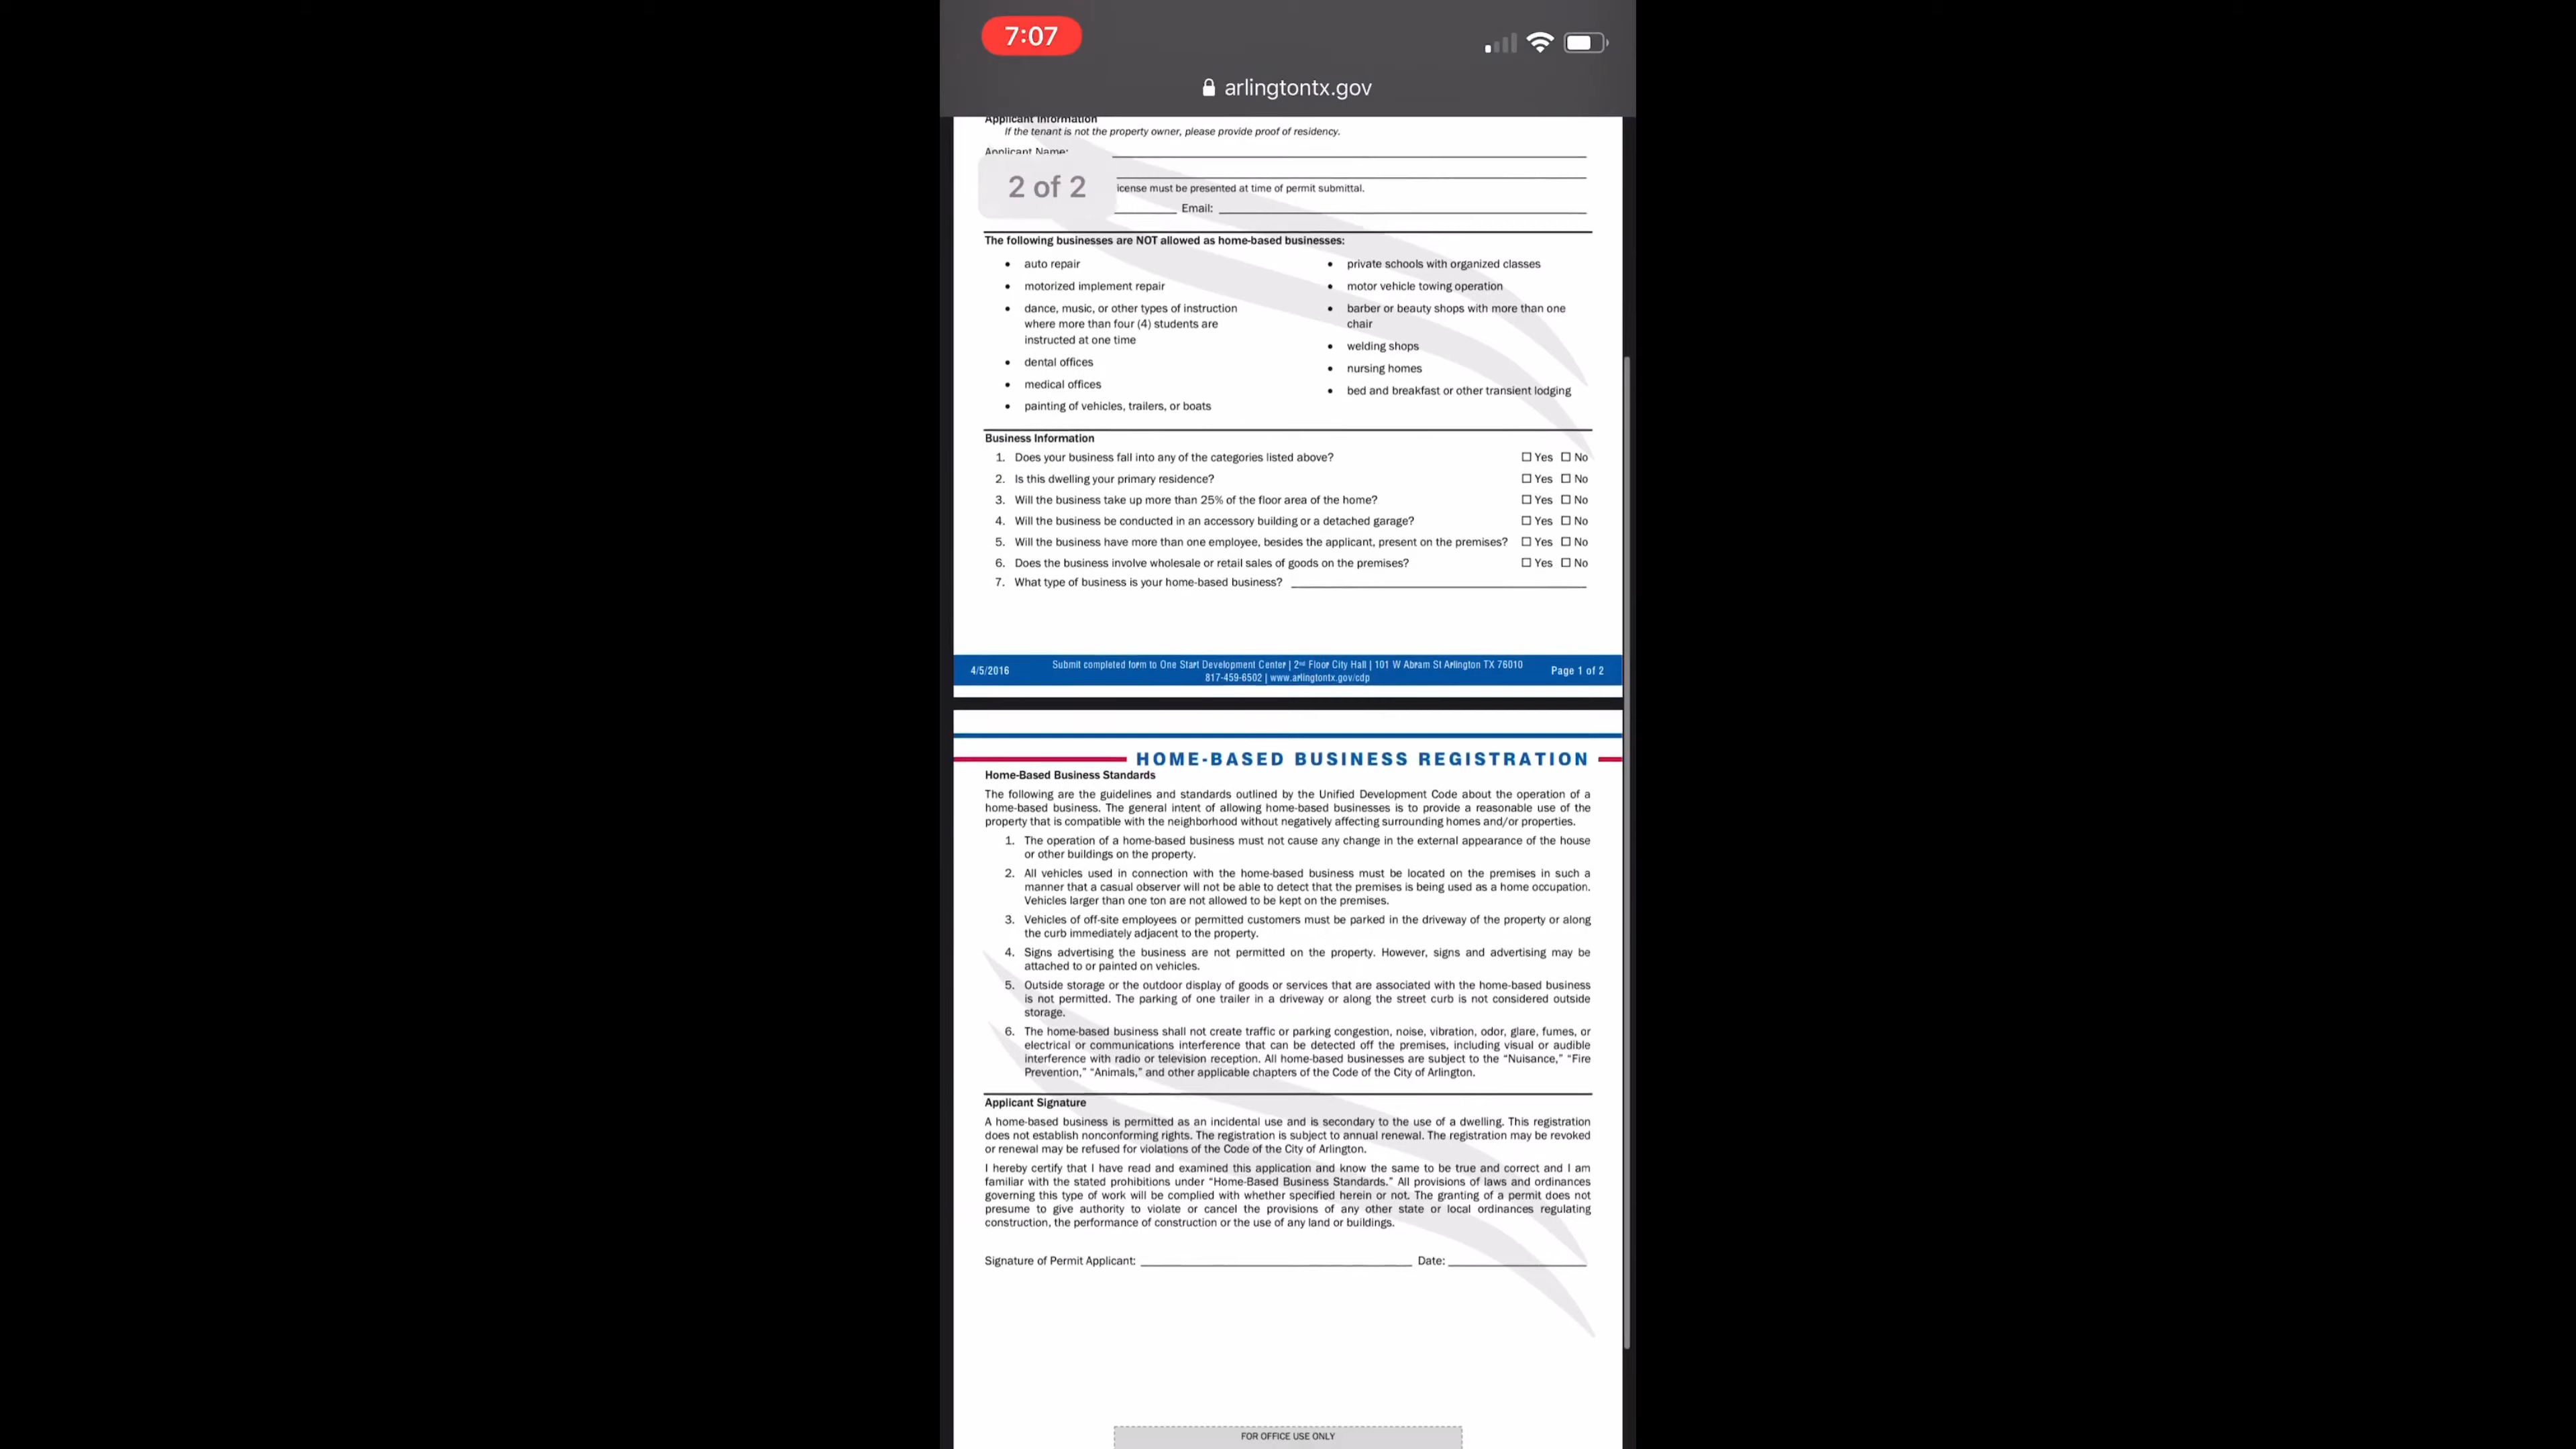 7:07
arlingtontx.gov
Applicant Information
If the tenant is not the property owner, please provide proof of residency.
Applicant Name:
2 of 2
icense must be presented at time of permit submittal.
Email:
The following businesses are NOT allowed as home-based businesses:
• auto repair
• motorized implement repair
• dance, music, or other types of instruction
where more than four (4) students are
instructed at one time
• dental offices
• medical offices
• painting of vehicles, trailers, or boats
• private schools with organized classes
• motor vehicle towing operation
• barber or beauty shops with more than one
chair
• welding shops
• nursing homes
• bed and breakfast or other transient lodging
Business Information
1. Does your business fall into any of the categories listed above? ☐ Yes ☐ No
2. Is this dwelling your primary residence? ☐ Yes ☐ No
3. Will the business take up more than 25% of the floor area of the home? ☐ Yes ☐ No
4. Will the business be conducted in an accessory building or a detached garage? ☐ Yes ☐ No
5. Will the business have more than one employee, besides the applicant, present on the premises? ☐ Yes ☐ No
6. Does the business involve wholesale or retail sales of goods on the premises? ☐ Yes ☐ No
7. What type of business is your home-based business?
4/5/2016
Submit completed form to One Start Development Center | 2nd Floor City Hall | 101 W Abram St Arlington TX 76010
817-459-6502 | www.arlingtontx.gov/cdp
Page 1 of 2
HOME-BASED BUSINESS REGISTRATION
Home-Based Business Standards
The following are the guidelines and standards outlined by the Unified Development Code about the operation of a
home-based business. The general intent of allowing home-based businesses is to provide a reasonable use of the
property that is compatible with the neighborhood without negatively affecting surrounding homes and/or properties.
1. The operation of a home-based business must not cause any change in the external appearance of the house
or other buildings on the property.
2. All vehicles used in connection with the home-based business must be located on the premises in such a
manner that a casual observer will not be able to detect that the premises is being used as a home occupation.
Vehicles larger than one ton are not allowed to be kept on the premises.
3. Vehicles of off-site employees or permitted customers must be parked in the driveway of the property or along
the curb immediately adjacent to the property.
4. Signs advertising the business are not permitted on the property. However, signs and advertising may be
attached to or painted on vehicles.
5. Outside storage or the outdoor display of goods or services that are associated with the home-based business
is not permitted. The parking of one trailer in a driveway or along the street curb is not considered outside
storage.
6. The home-based business shall not create traffic or parking congestion, noise, vibration, odor, glare, fumes, or
electrical or communications interference that can be detected off the premises, including visual or audible
interference with radio or television reception. All home-based businesses are subject to the “Nuisance,” “Fire
Prevention,” “Animals,” and other applicable chapters of the Code of the City of Arlington.
Applicant Signature
A home-based business is permitted as an incidental use and is secondary to the use of a dwelling. This registration
does not establish nonconforming rights. The registration is subject to annual renewal. The registration may be revoked
or renewal may be refused for violations of the Code of the City of Arlington.
I hereby certify that I have read and examined this application and know the same to be true and correct and I am
familiar with the stated prohibitions under “Home-Based Business Standards.” All provisions of laws and ordinances
governing this type of work will be complied with whether specified herein or not. The granting of a permit does not
presume to give authority to violate or cancel the provisions of any other state or local ordinances regulating
construction, the performance of construction or the use of any land or buildings.
Signature of Permit Applicant: Date:
FOR OFFICE USE ONLY